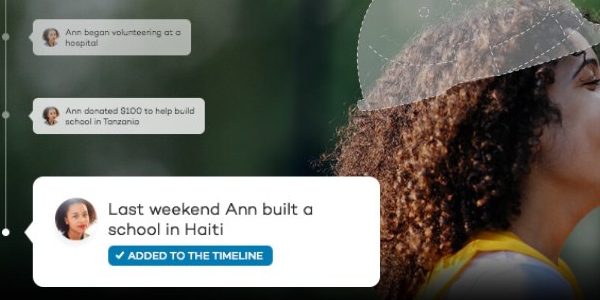 Ann began volunteering at a
hospital
Ann donated $100 to help build
school in Tanzania
Last weekend Ann built a
school in Haiti
✓ ADDED TO THE TIMELINE